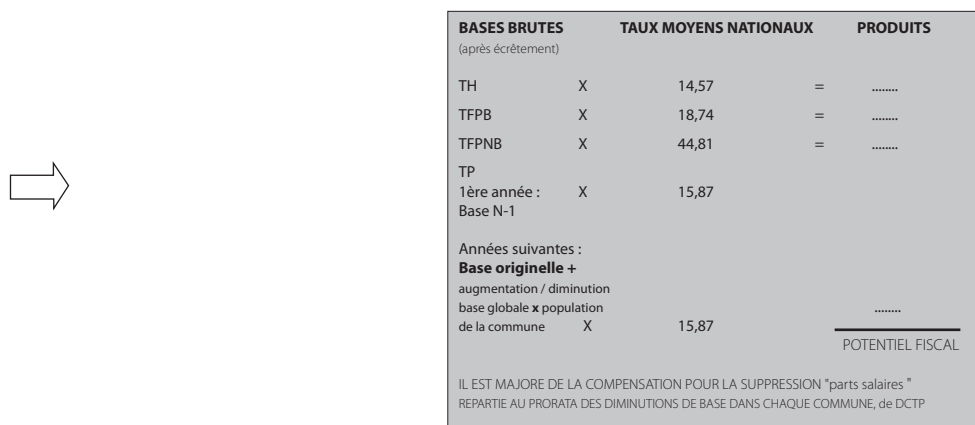 BASES BRUTES TAUX MOYENS NATIONAUX PRODUITS
(après écrêtement)
TH X 14,57 = ........
TFPB X 18,74 = ........
TFPNB X 44,81 = ........
TP
1ère année : X 15,87
Base N-1
Années suivantes :
Base originelle +
augmentation / diminution
base globale x population ........
de la commune X 15,87
POTENTIEL FISCAL
IL EST MAJORE DE LA COMPENSATION POUR LA SUPPRESSION "parts salaires "
REPARTIE AU PRORATA DES DIMINUTIONS DE BASE DANS CHAQUE COMMUNE, de DCTP